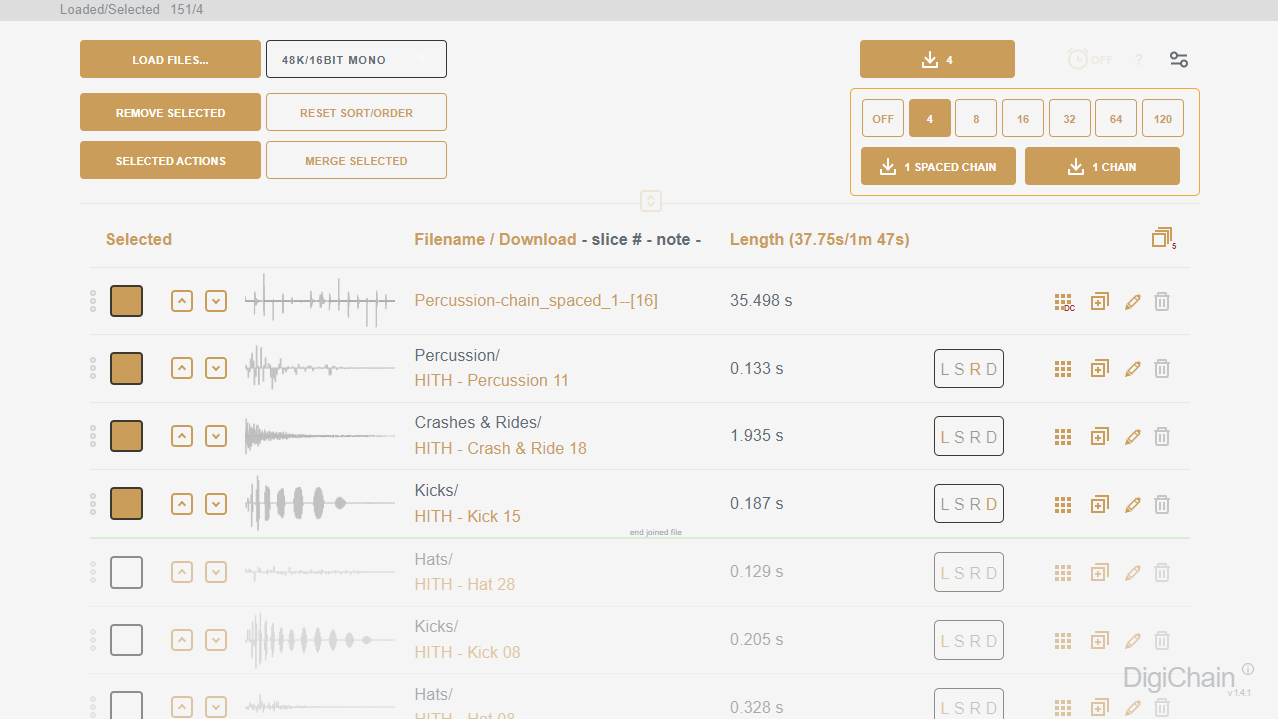 Loaded/Selected 151/4
LOAD FILES...
48K/16BIT MONO
4
OFF
?
REMOVE SELECTED
RESET SORT/ORDER
OFF 4 8 16 32 64 120
SELECTED ACTIONS
MERGE SELECTED
1 SPACED CHAIN
1 CHAIN
Selected
Filename / Download - slice # - note -
Length (37.75s/1m 47s)
5
Percussion-chain_spaced_1--[16]
35.498 s
DC
Percussion/
HITH - Percussion 11
0.133 s
L S R D
Crashes & Rides/
HITH - Crash & Ride 18
1.935 s
L S R D
Kicks/
HITH - Kick 15
0.187 s
L S R D
end joined file
Hats/
HITH - Hat 28
0.129 s
L S R D
Kicks/
HITH - Kick 08
0.205 s
L S R D
Hats/
HITH - Hat 08
0.328 s
L S R D
DigiChain
v 1.4.1